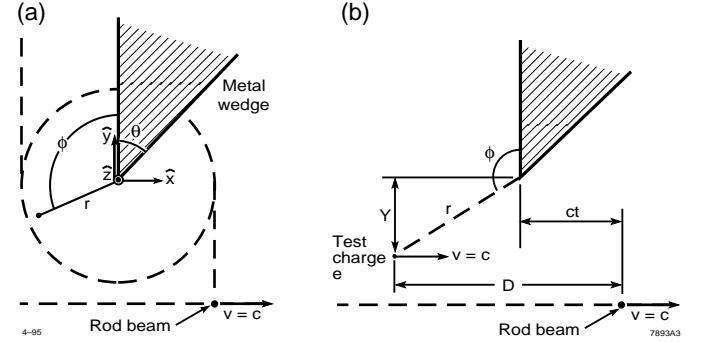 (a)
(b)
Metal
wedge
ϕ
ŷ
θ
ẑ
x̂
r
Rod beam
v = c
4–95
ϕ
Y
r
ct
Test
charge
e
v = c
D
Rod beam
v = c
7893A3